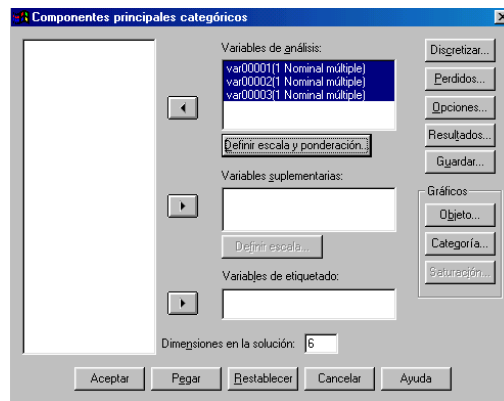 Componentes principales categóricos
Variables de análisis:
var00001(1 Nominal múltiple)
var00002(1 Nominal múltiple)
var00003(1 Nominal múltiple)
Definir escala y ponderación..
Variables suplementarias:
Definir escala...
Variables de etiquetado:
Dimensiones en la solución: 6
Discretizar...
Perdidos...
Opciones...
Resultados...
Guardar...
Gráficos
Objeto...
Categoría...
Saturación...
Aceptar Pegar Restablecer Cancelar Ayuda